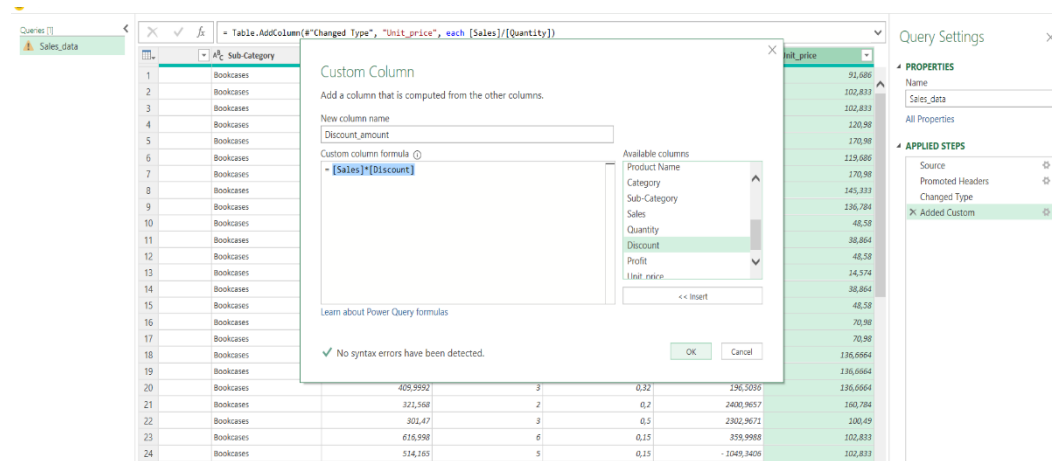 Queries [1]
Sales_data
= Table.AddColumn(#"Changed Type", "Unit_price", each [Sales]/[Quantity])
Sub-Category
Unit_price
1 Bookcases 91,686
2 Bookcases 102,833
3 Bookcases 102,833
4 Bookcases 120,98
5 Bookcases 170,98
6 Bookcases 119,686
7 Bookcases 170,98
8 Bookcases 145,333
9 Bookcases 136,784
10 Bookcases 48,58
11 Bookcases 38,864
12 Bookcases 48,58
13 Bookcases 14,574
14 Bookcases 38,864
15 Bookcases 48,58
16 Bookcases 70,98
17 Bookcases 70,98
18 Bookcases 136,6664
19 Bookcases 136,6664
20 Bookcases 409,9992 3 0,32 196,5036 136,6664
21 Bookcases 321,568 2 0,2 2400,9657 160,784
22 Bookcases 301,47 3 0,5 2302,9671 100,49
23 Bookcases 616,998 6 0,15 359,9988 102,833
24 Bookcases 514,165 5 0,15 - 1049,3406 102,833
Custom Column
Add a column that is computed from the other columns.
New column name
Discount_amount
Custom column formula
= [Sales]*[Discount]
Available columns
Product Name
Category
Sub-Category
Sales
Quantity
Discount
Profit
Unit_price
<< Insert
Learn about Power Query formulas
No syntax errors have been detected.
OK
Cancel
Query Settings
PROPERTIES
Name
Sales_data
All Properties
APPLIED STEPS
Source
Promoted Headers
Changed Type
Added Custom